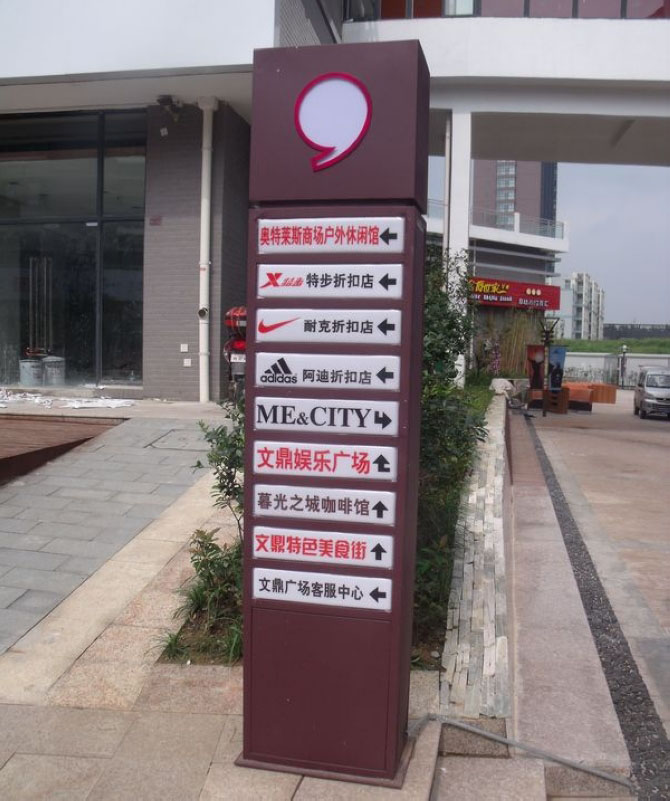 奥特莱斯商场户外休闲馆
特步折扣店
耐克折扣店
adidas 阿迪折扣店
ME&CITY
文鼎娱乐广场
暮光之城咖啡馆
文鼎特色美食街
文鼎广场客服中心